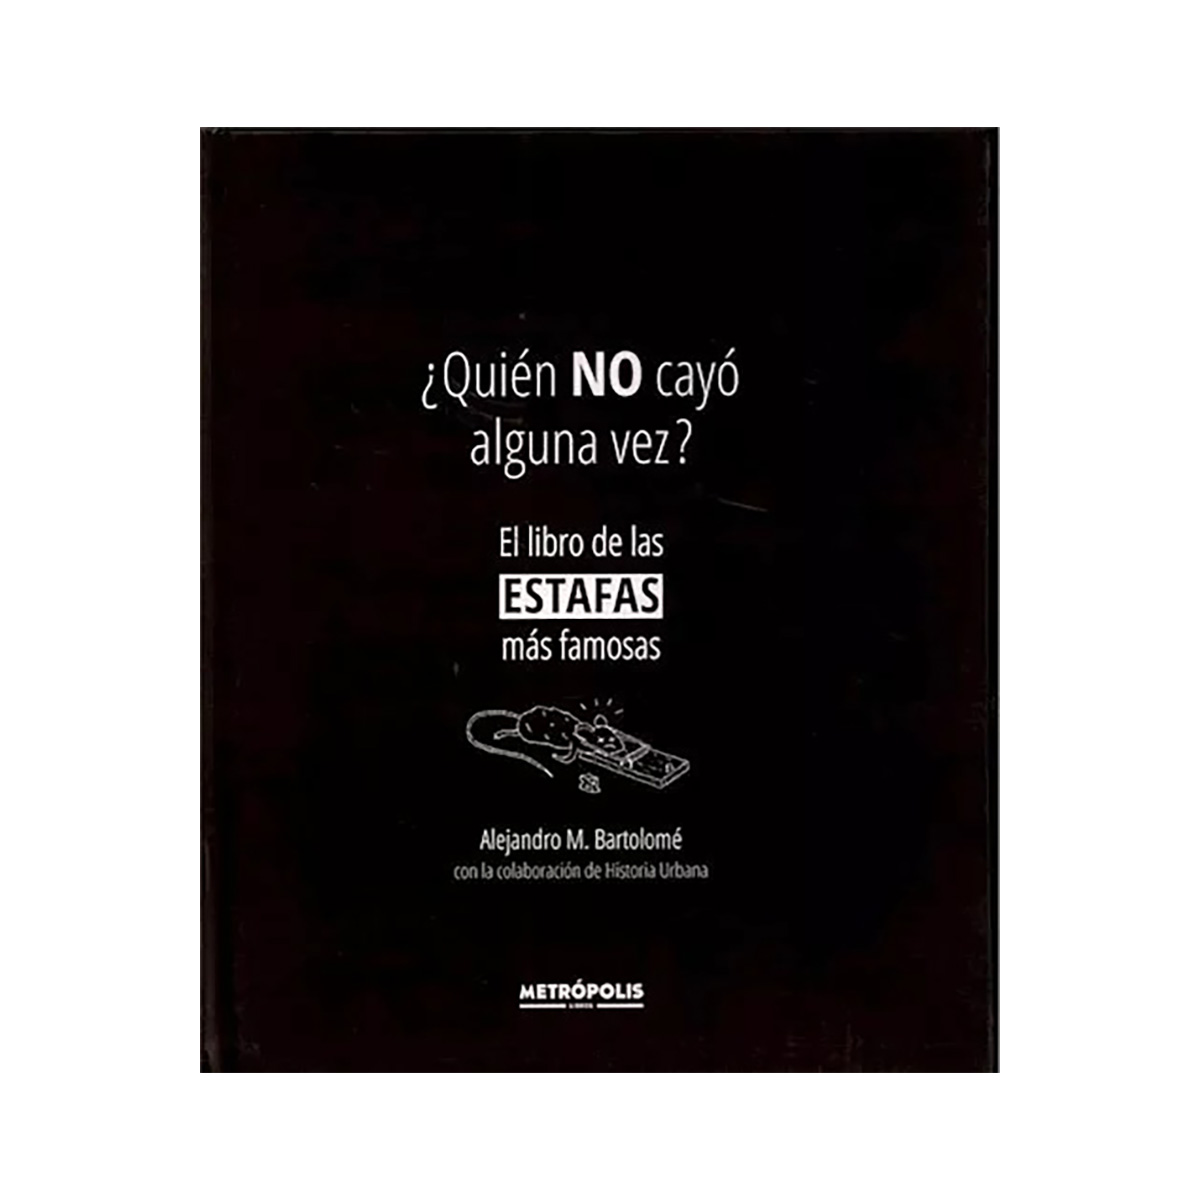 ¿Quién NO cayó
alguna vez?
El libro de las
ESTAFAS
más famosas
Alejandro M. Bartolomé
con la colaboración de Historia Urbana
METRÓPOLIS
LIBROS